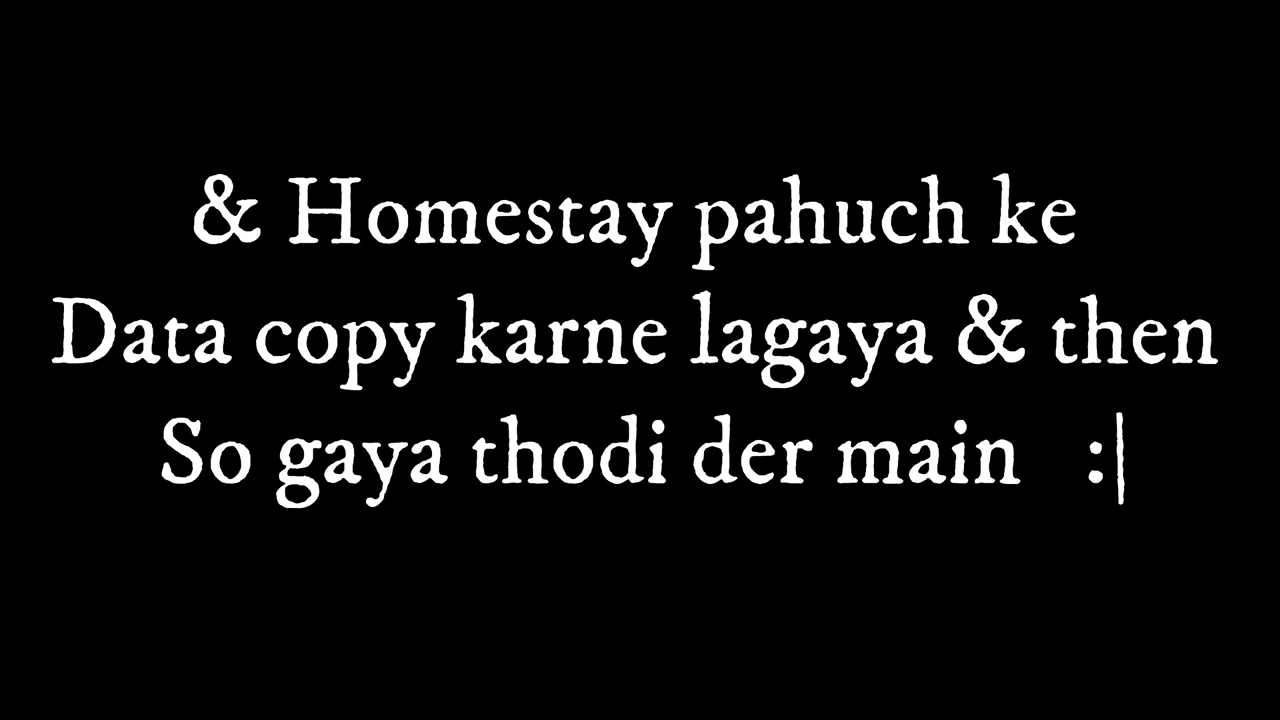 & Homestay pahuch ke
Data copy karne lagaya & then
So gaya thodi der main :|